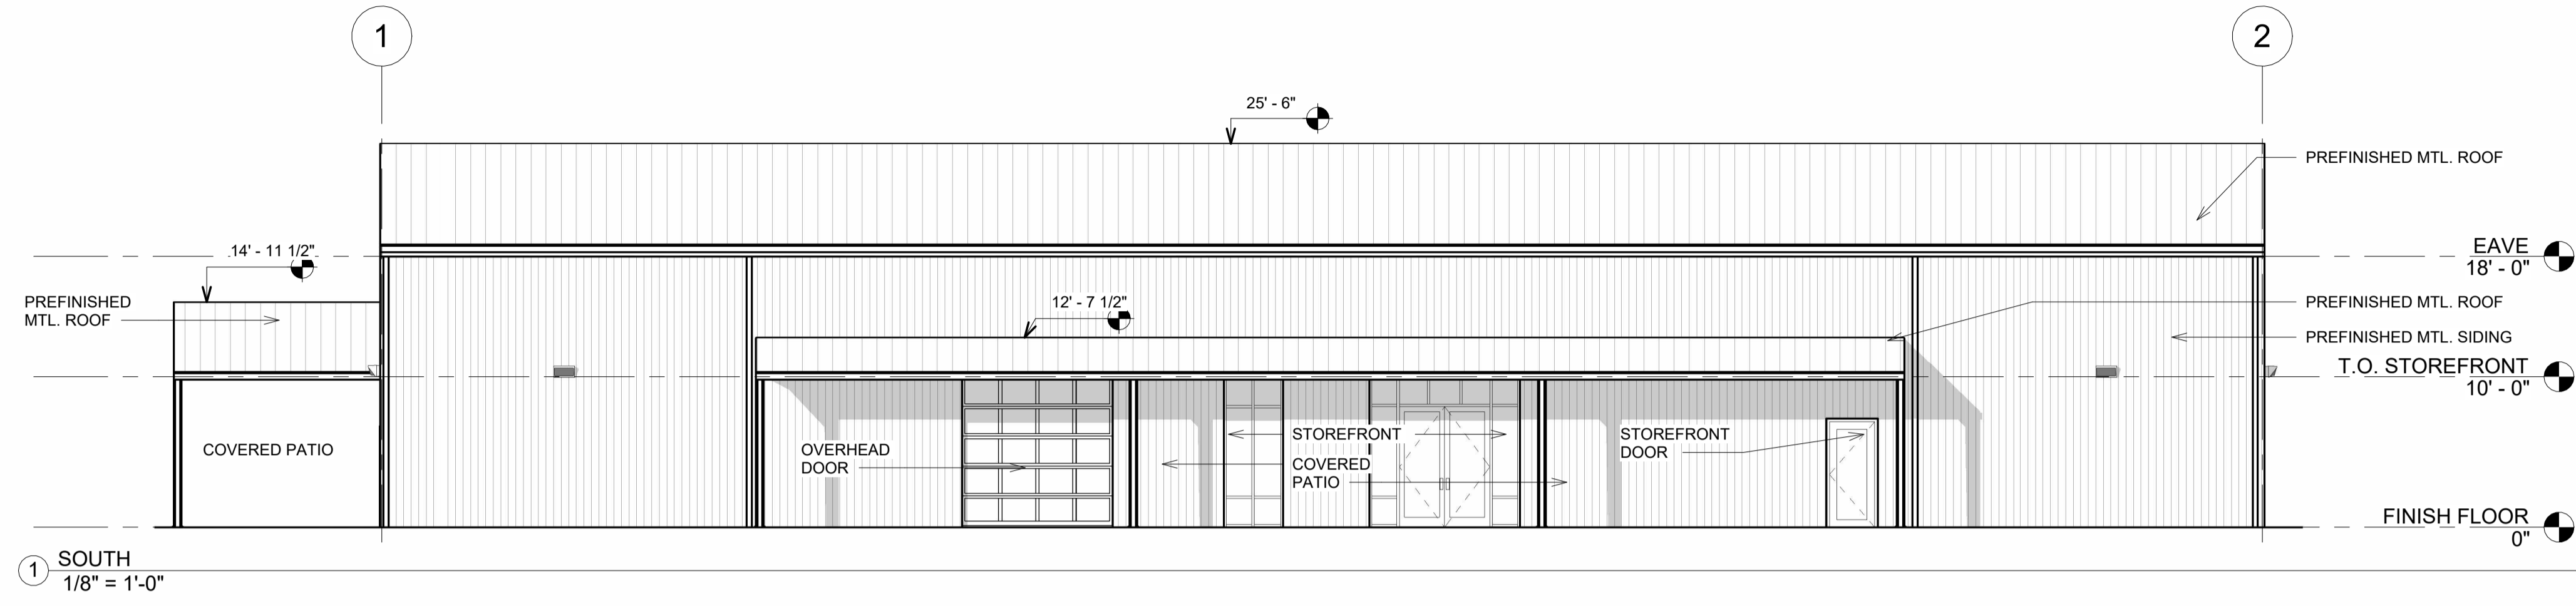 1
2
25' - 6"
PREFINISHED MTL. ROOF
14' - 11 1/2"
EAVE
18' - 0"
PREFINISHED
MTL. ROOF
12' - 7 1/2"
PREFINISHED MTL. ROOF
PREFINISHED MTL. SIDING
T.O. STOREFRONT
10' - 0"
COVERED PATIO
OVERHEAD
DOOR
STOREFRONT
COVERED
PATIO
STOREFRONT
DOOR
FINISH FLOOR
0"
1
SOUTH
1/8" = 1'-0"